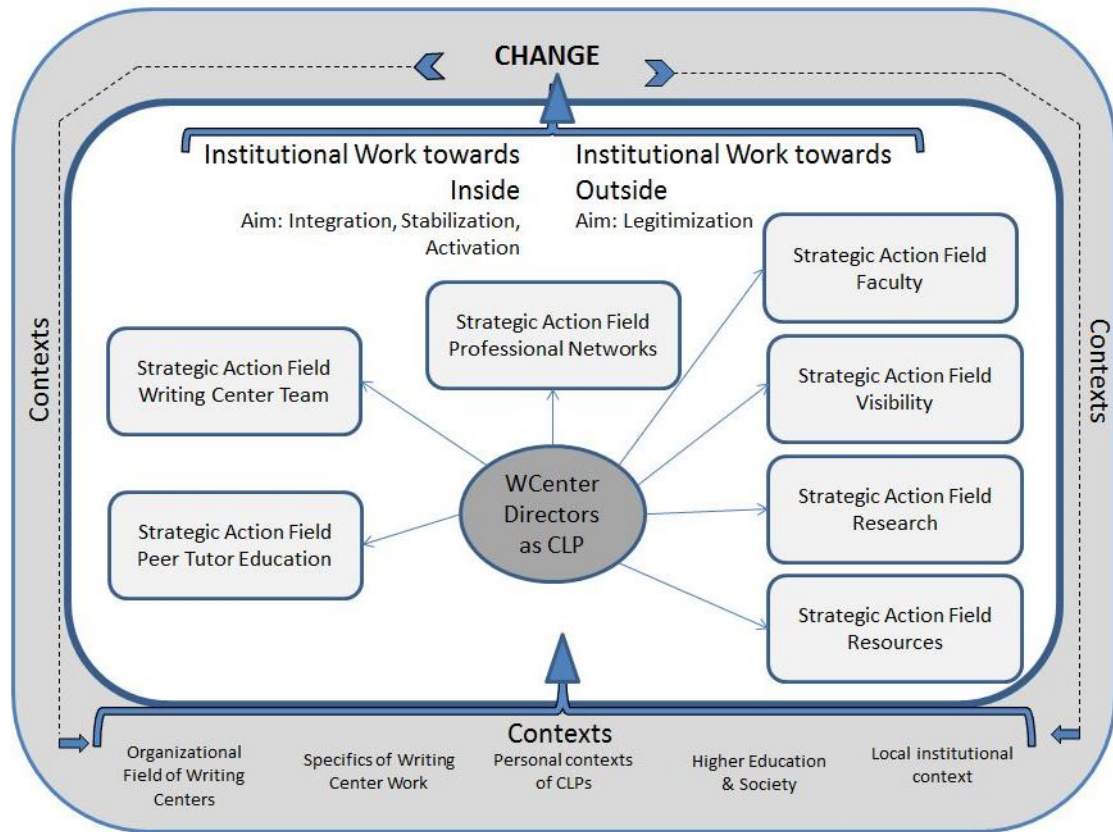 CHANGE
Institutional Work towards
Inside
Aim: Integration, Stabilization,
Activation
Institutional Work towards
Outside
Aim: Legitimization
Strategic Action Field
Faculty
Strategic Action Field
Professional Networks
Strategic Action Field
Writing Center Team
Strategic Action Field
Visibility
Contexts
Contexts
WCenter
Directors
as CLP
Strategic Action Field
Research
Strategic Action Field
Peer Tutor Education
Strategic Action Field
Resources
Contexts
Organizational
Field of Writing
Centers
Specifics of Writing
Center Work
Personal contexts
of CLPs
Higher Education
& Society
Local institutional
context